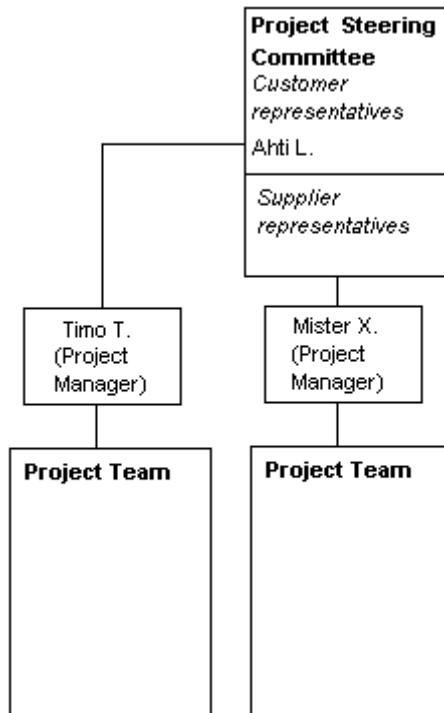 Project Steering
Committee
Customer
representatives
Ahti L.
Supplier
representatives
Timo T.
(Project
Manager)
Mister X.
(Project
Manager)
Project Team
Project Team